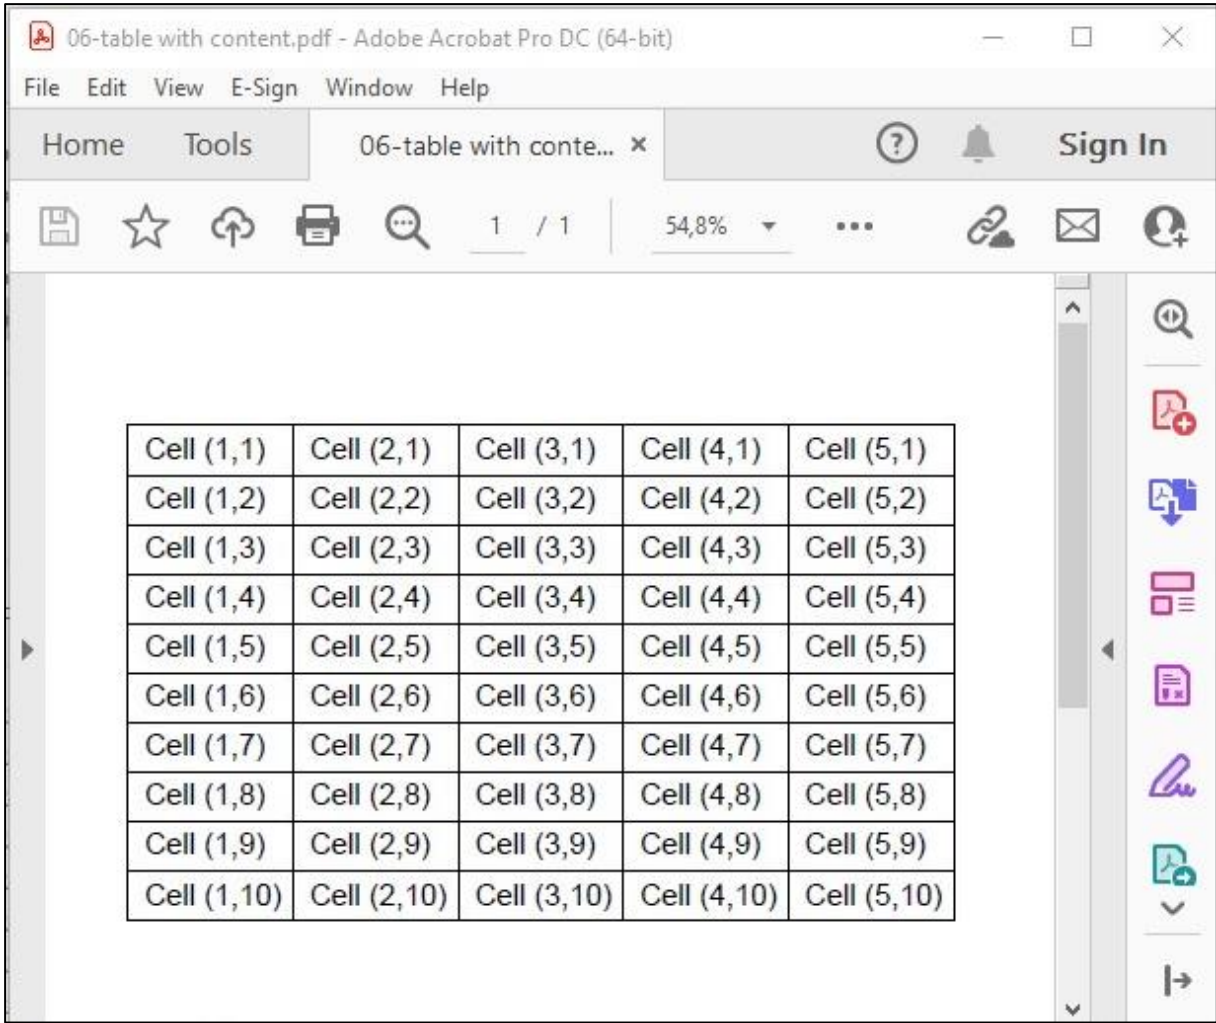 06-table with content.pdf - Adobe Acrobat Pro DC (64-bit)
File Edit View E-Sign Window Help
Home Tools 06-table with conte... × ? Sign In
1 / 1 54,8%
Cell (1,1) Cell (2,1) Cell (3,1) Cell (4,1) Cell (5,1)
Cell (1,2) Cell (2,2) Cell (3,2) Cell (4,2) Cell (5,2)
Cell (1,3) Cell (2,3) Cell (3,3) Cell (4,3) Cell (5,3)
Cell (1,4) Cell (2,4) Cell (3,4) Cell (4,4) Cell (5,4)
Cell (1,5) Cell (2,5) Cell (3,5) Cell (4,5) Cell (5,5)
Cell (1,6) Cell (2,6) Cell (3,6) Cell (4,6) Cell (5,6)
Cell (1,7) Cell (2,7) Cell (3,7) Cell (4,7) Cell (5,7)
Cell (1,8) Cell (2,8) Cell (3,8) Cell (4,8) Cell (5,8)
Cell (1,9) Cell (2,9) Cell (3,9) Cell (4,9) Cell (5,9)
Cell (1,10) Cell (2,10) Cell (3,10) Cell (4,10) Cell (5,10)